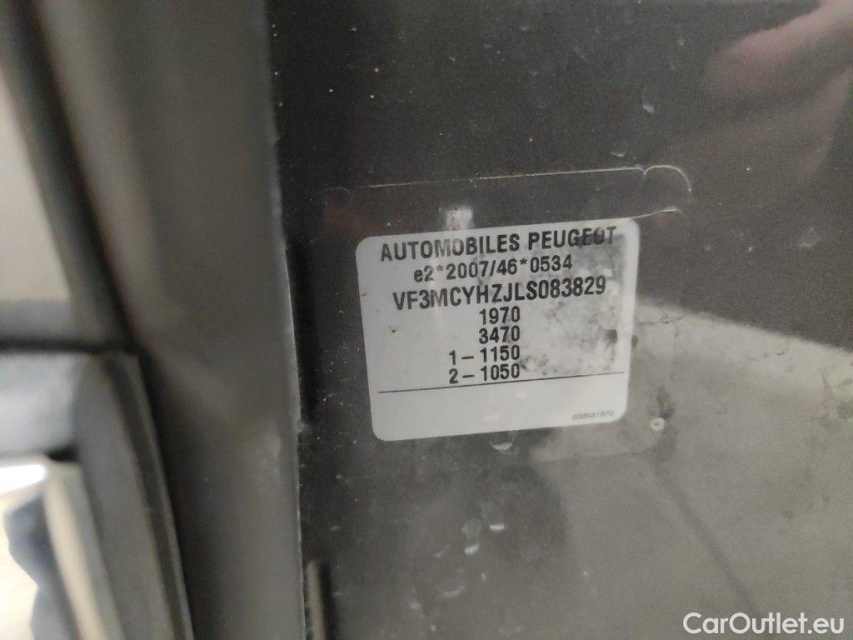 AUTOMOBILES PEUGEOT
e2*2007/46*0534
VF3MCYHZJLS083829
1970
3470
1-1150
2-1050
CarOutlet.eu